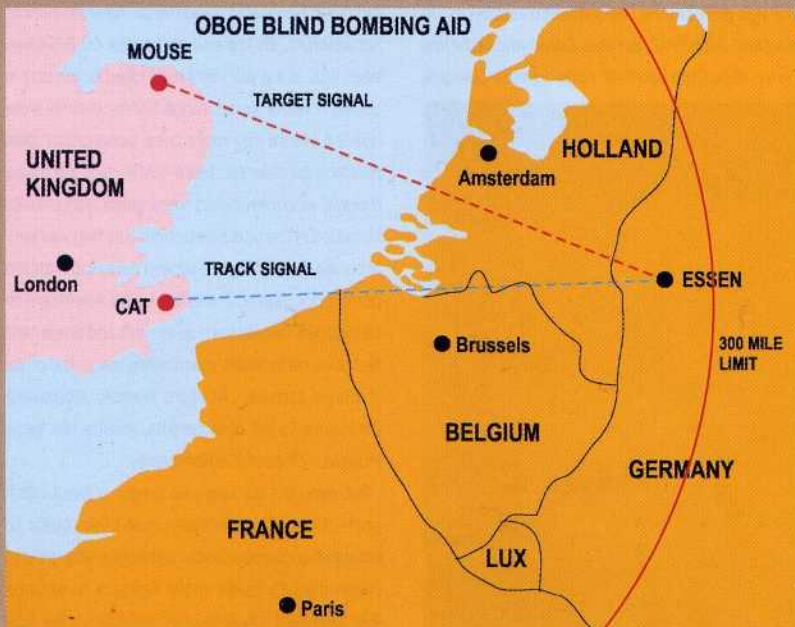 OBOE BLIND BOMBING AID
MOUSE
TARGET SIGNAL
UNITED
KINGDOM
HOLLAND
Amsterdam
London
TRACK SIGNAL
CAT
ESSEN
Brussels
300 MILE
LIMIT
BELGIUM
GERMANY
FRANCE
LUX
Paris